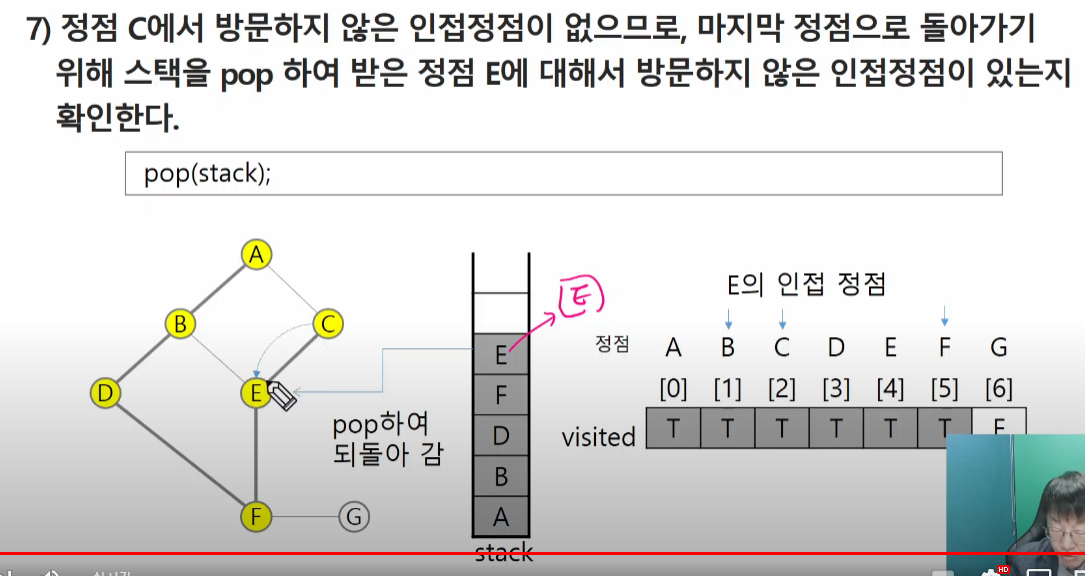 7) 정점 C에서 방문하지 않은 인접정점이 없으므로, 마지막 정점으로 돌아가기
위해 스택을 pop 하여 받은 정점 E에 대해서 방문하지 않은 인접정점이 있는지
확인한다.
pop(stack);
A
B
C
D
E
F
G
pop하여
되돌아 감
E
E
F
D
B
A
stack
E의 인접 정점
정점 A B C D E F G
[0] [1] [2] [3] [4] [5] [6]
visited T T T T T T F
HD